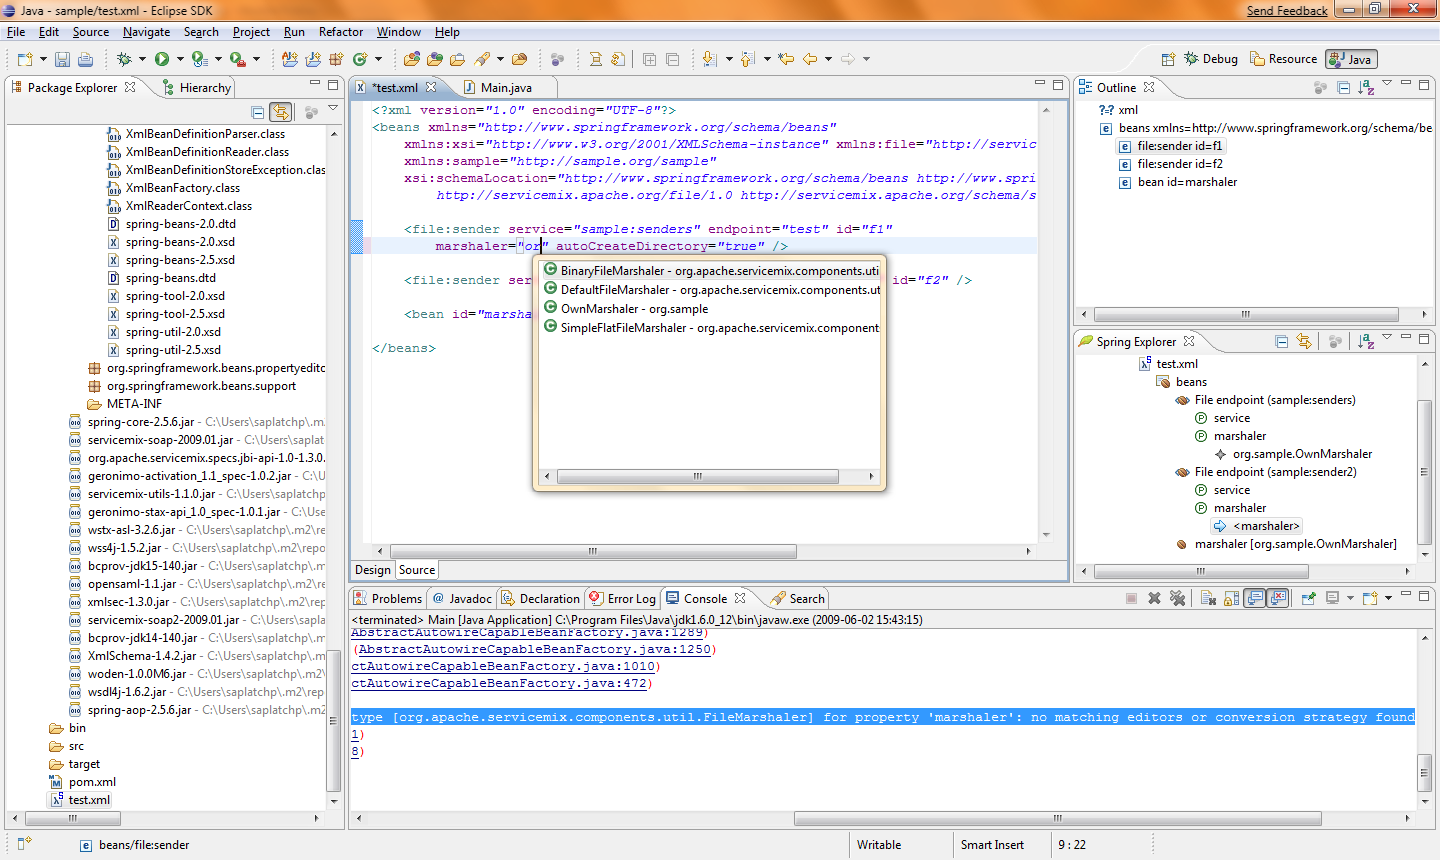 Java - sample/test.xml - Eclipse SDK
Send Feedback
File Edit Source Navigate Search Project Run Refactor Window Help
Debug Resource Java
Package Explorer Hierarchy
XmlBeanDefinitionParser.class
XmlBeanDefinitionReader.class
XmlBeanDefinitionStoreException.clas
XmlBeanFactory.class
XmlReaderContext.class
spring-beans-2.0.dtd
spring-beans-2.0.xsd
spring-beans-2.5.xsd
spring-beans.dtd
spring-tool-2.0.xsd
spring-tool-2.5.xsd
spring-util-2.0.xsd
spring-util-2.5.xsd
org.springframework.beans.propertyeditc
org.springframework.beans.support
META-INF
spring-core-2.5.6.jar - C:\Users\saplatchp\.m
servicemix-soap-2009.01.jar - C:\Users\saplat
org.apache.servicemix.specs.jbi-api-1.0-1.3.0.
geronimo-activation_1.1_spec-1.0.2.jar - C:\U
servicemix-utils-1.1.0.jar - C:\Users\saplatchp
geronimo-stax-api_1.0_spec-1.0.1.jar - C:\Use
wstx-asl-3.2.6.jar - C:\Users\saplatchp\.m2\re
wss4j-1.5.2.jar - C:\Users\saplatchp\.m2\repo
bcprov-jdk15-140.jar - C:\Users\saplatchp\.m
opensaml-1.1.jar - C:\Users\saplatchp\.m2\re
xmlsec-1.3.0.jar - C:\Users\saplatchp\.m2\rep
servicemix-soap2-2009.01.jar - C:\Users\sapla
bcprov-jdk14-140.jar - C:\Users\saplatchp\.m
XmlSchema-1.4.2.jar - C:\Users\saplatchp\.m
woden-1.0.0M6.jar - C:\Users\saplatchp\.m2\
wsdl4j-1.6.2.jar - C:\Users\saplatchp\.m2\rep
spring-aop-2.5.6.jar - C:\Users\saplatchp\.m2
bin
src
target
pom.xml
test.xml
*test.xml Main.java
<?xml version="1.0" encoding="UTF-8"?>
<beans xmlns="http://www.springframework.org/schema/beans"
xmlns:xsi="http://www.w3.org/2001/XMLSchema-instance" xmlns:file="http://servic
xmlns:sample="http://sample.org/sample"
xsi:schemaLocation="http://www.springframework.org/schema/beans http://www.spri
http://servicemix.apache.org/file/1.0 http://servicemix.apache.org/schema/s
<file:sender service="sample:senders" endpoint="test" id="f1"
marshaler="or" autoCreateDirectory="true" />
<file:sender serv id="f2" />
<bean id="marsha
</beans>
BinaryFileMarshaler - org.apache.servicemix.components.uti
DefaultFileMarshaler - org.apache.servicemix.components.ut
OwnMarshaler - org.sample
SimpleFlatFileMarshaler - org.apache.servicemix.component
Design Source
Outline
xml
beans xmlns=http://www.springframework.org/schema/be
file:sender id=f1
file:sender id=f2
bean id=marshaler
Spring Explorer
test.xml
beans
File endpoint (sample:senders)
service
marshaler
org.sample.OwnMarshaler
File endpoint (sample:sender2)
service
marshaler
<marshaler>
marshaler [org.sample.OwnMarshaler]
Problems Javadoc Declaration Error Log Console Search
<terminated> Main [Java Application] C:\Program Files\Java\jdk1.6.0_12\bin\javaw.exe (2009-06-02 15:43:15)
AbstractAutowireCapableBeanFactory.java:1289)
(AbstractAutowireCapableBeanFactory.java:1250)
ctAutowireCapableBeanFactory.java:1010)
ctAutowireCapableBeanFactory.java:472)
type [org.apache.servicemix.components.util.FileMarshaler] for property 'marshaler': no matching editors or conversion strategy found
1)
8)
beans/file:sender
Writable Smart Insert 9 : 22